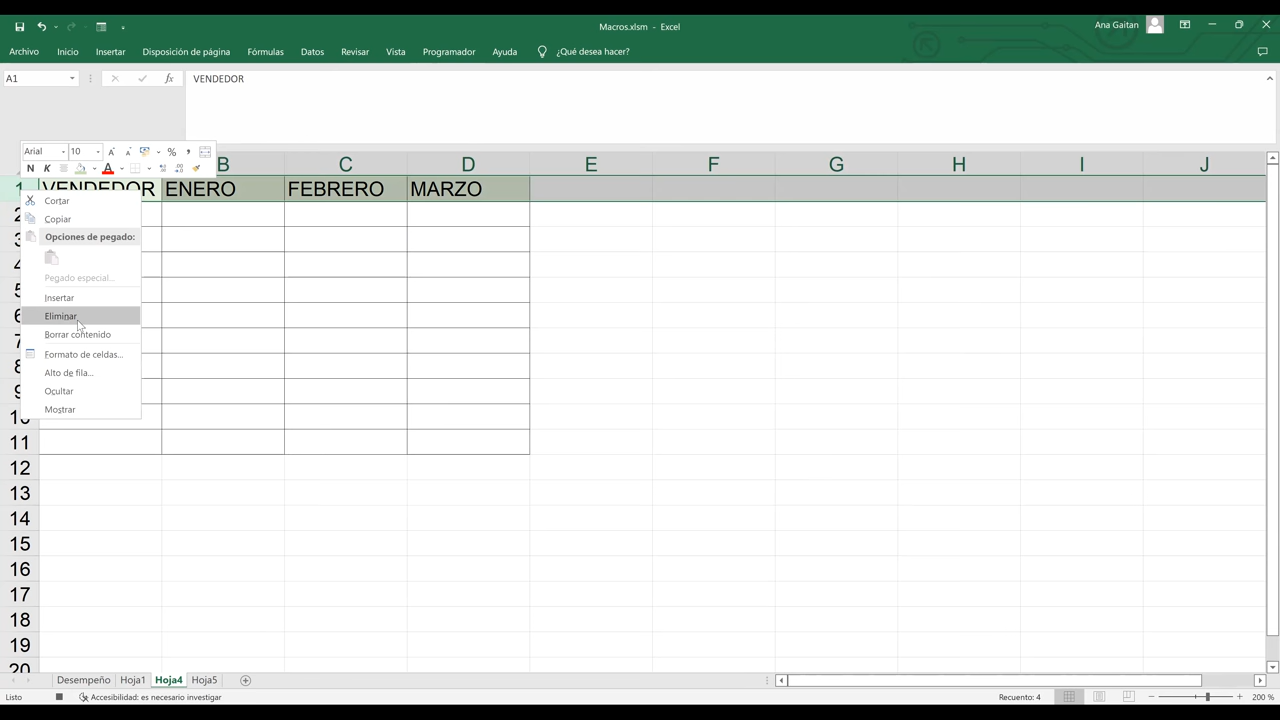 Macros.xlsm - Excel
Ana Gaitan
Archivo Inicio Insertar Disposición de página Fórmulas Datos Revisar Vista Programador Ayuda ¿Qué desea hacer?
A1 fx VENDEDOR
Arial 10 A A % ,
N K A
B C D E F G H I J
1 VENDEDOR ENERO FEBRERO MARZO
Cortar
Copiar
Opciones de pegado:
Pegado especial...
Insertar
Eliminar
Borrar contenido
Formato de celdas...
Alto de fila...
Ocultar
Mostrar
2
3
4
5
6
7
8
9
10
11
12
13
14
15
16
17
18
19
20
Desempeño Hoja1 Hoja4 Hoja5
Listo Accesibilidad: es necesario investigar Recuento: 4 200 %